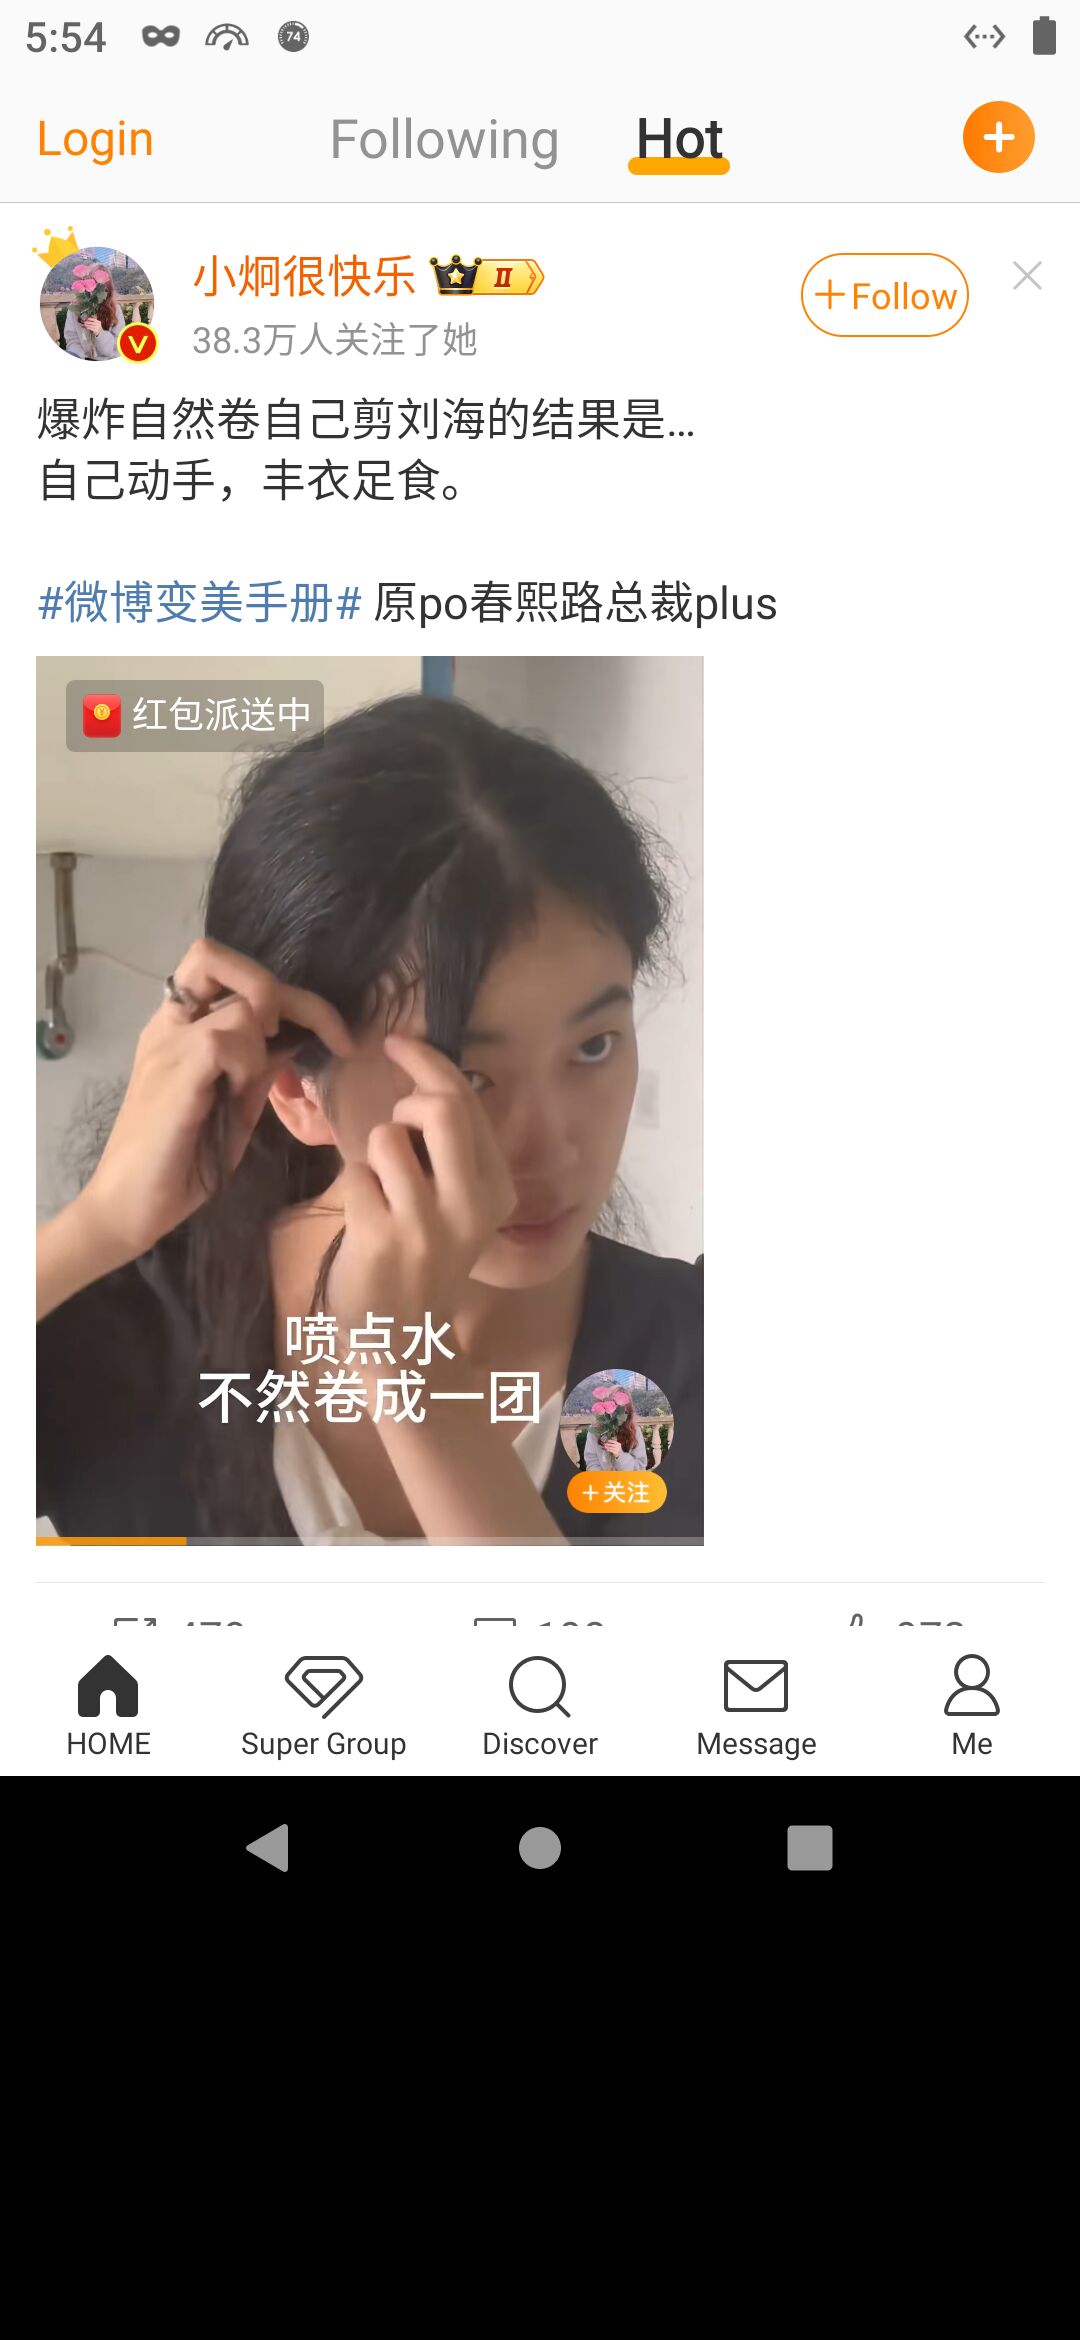 5:54
74
Login
Following
Hot
小炯很快乐
II
38.3万人关注了她
+Follow
爆炸自然卷自己剪刘海的结果是...
自己动手，丰衣足食。
#微博变美手册# 原po春熙路总裁plus
红包派送中
喷点水
不然卷成一团
+关注
HOME
Super Group
Discover
Message
Me